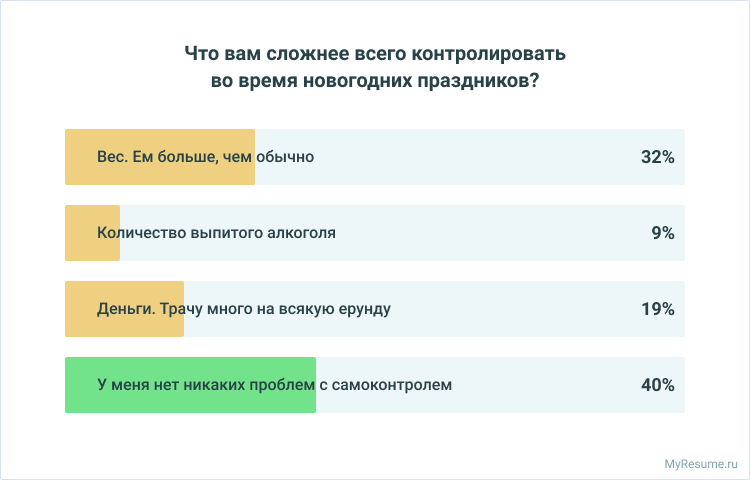 Что вам сложнее всего контролировать
во время новогодних праздников?
Вес. Ем больше, чем обычно 32%
Количество выпитого алкоголя 9%
Деньги. Трачу много на всякую ерунду 19%
У меня нет никаких проблем с самоконтролем 40%
MyResume.ru